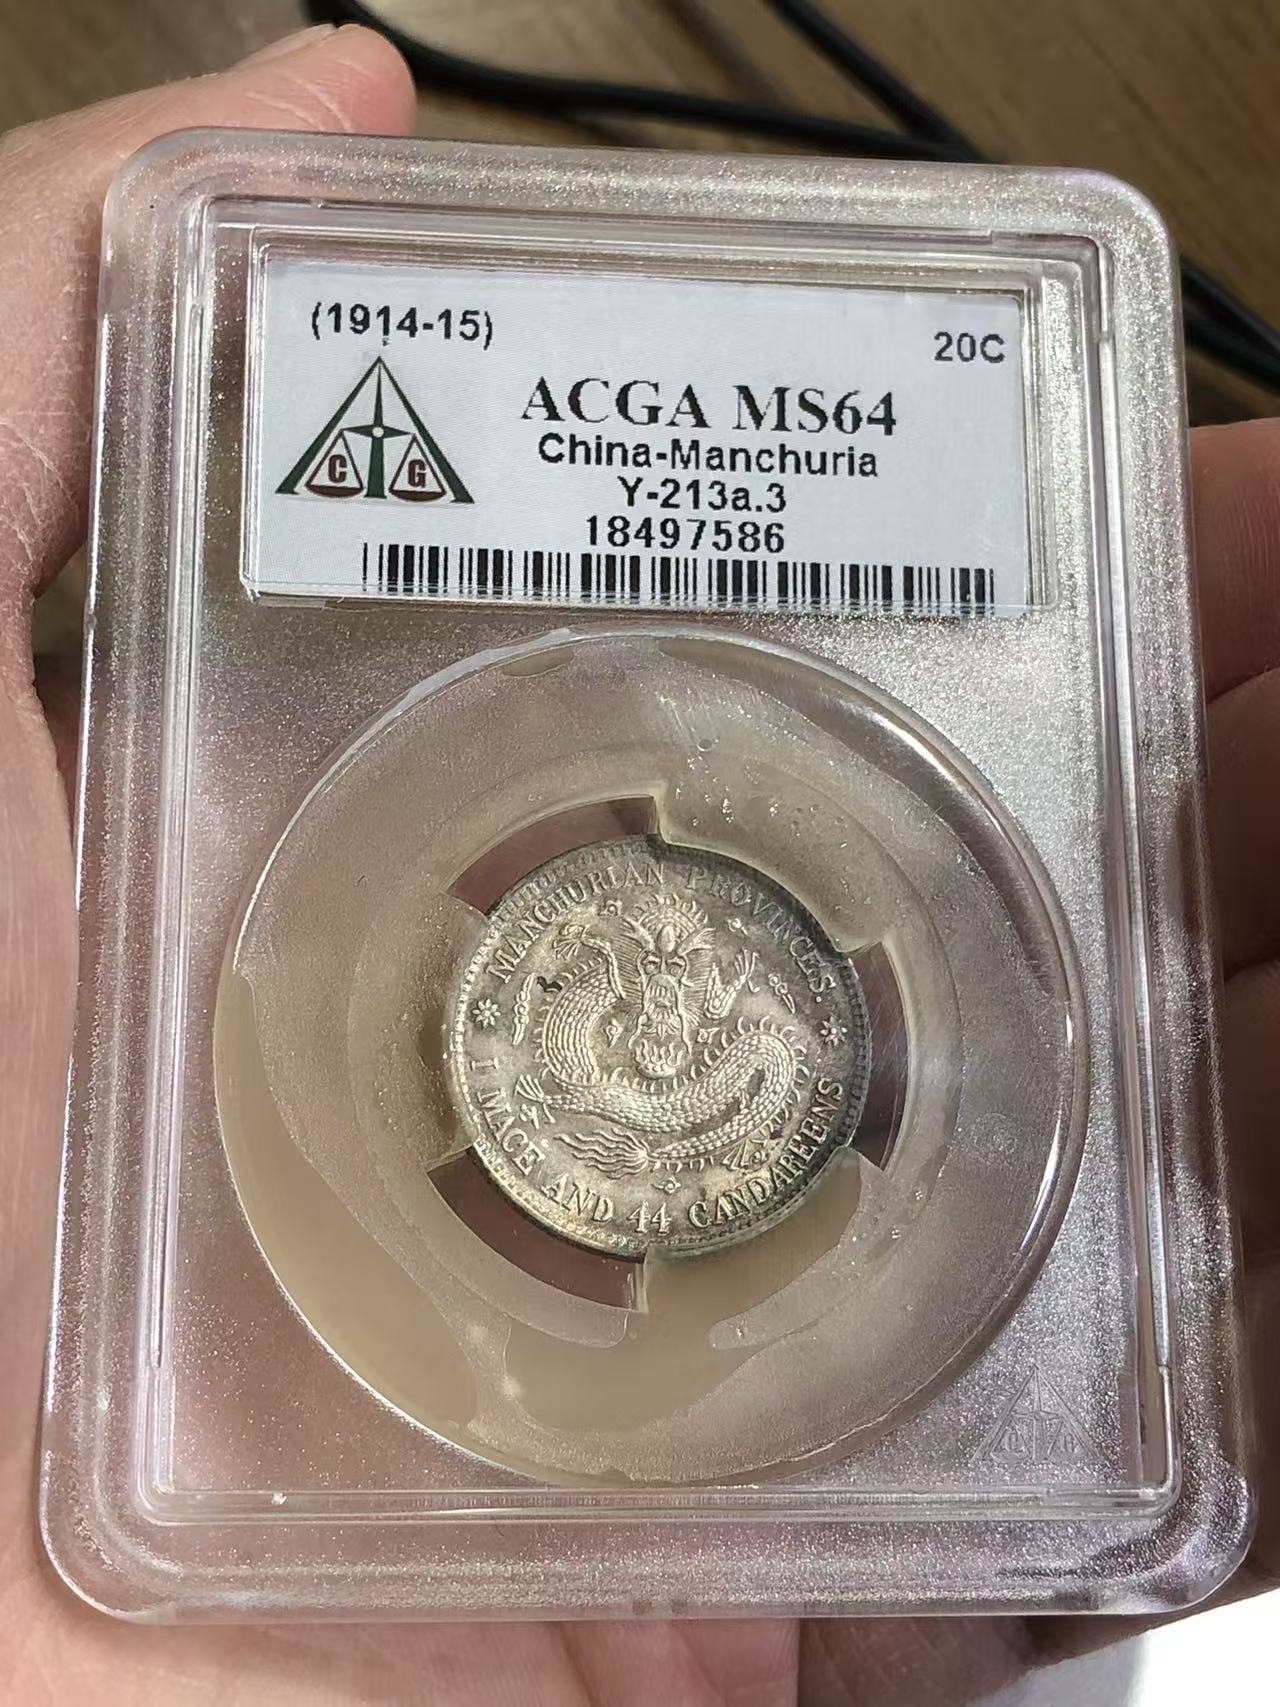 (1914-15)
20C
ACGA MS64
China-Manchuria
C G
Y-213a.3
18497586
MANCHURIAN PROVINCES.
1 MACE AND 44 CANDAREENS